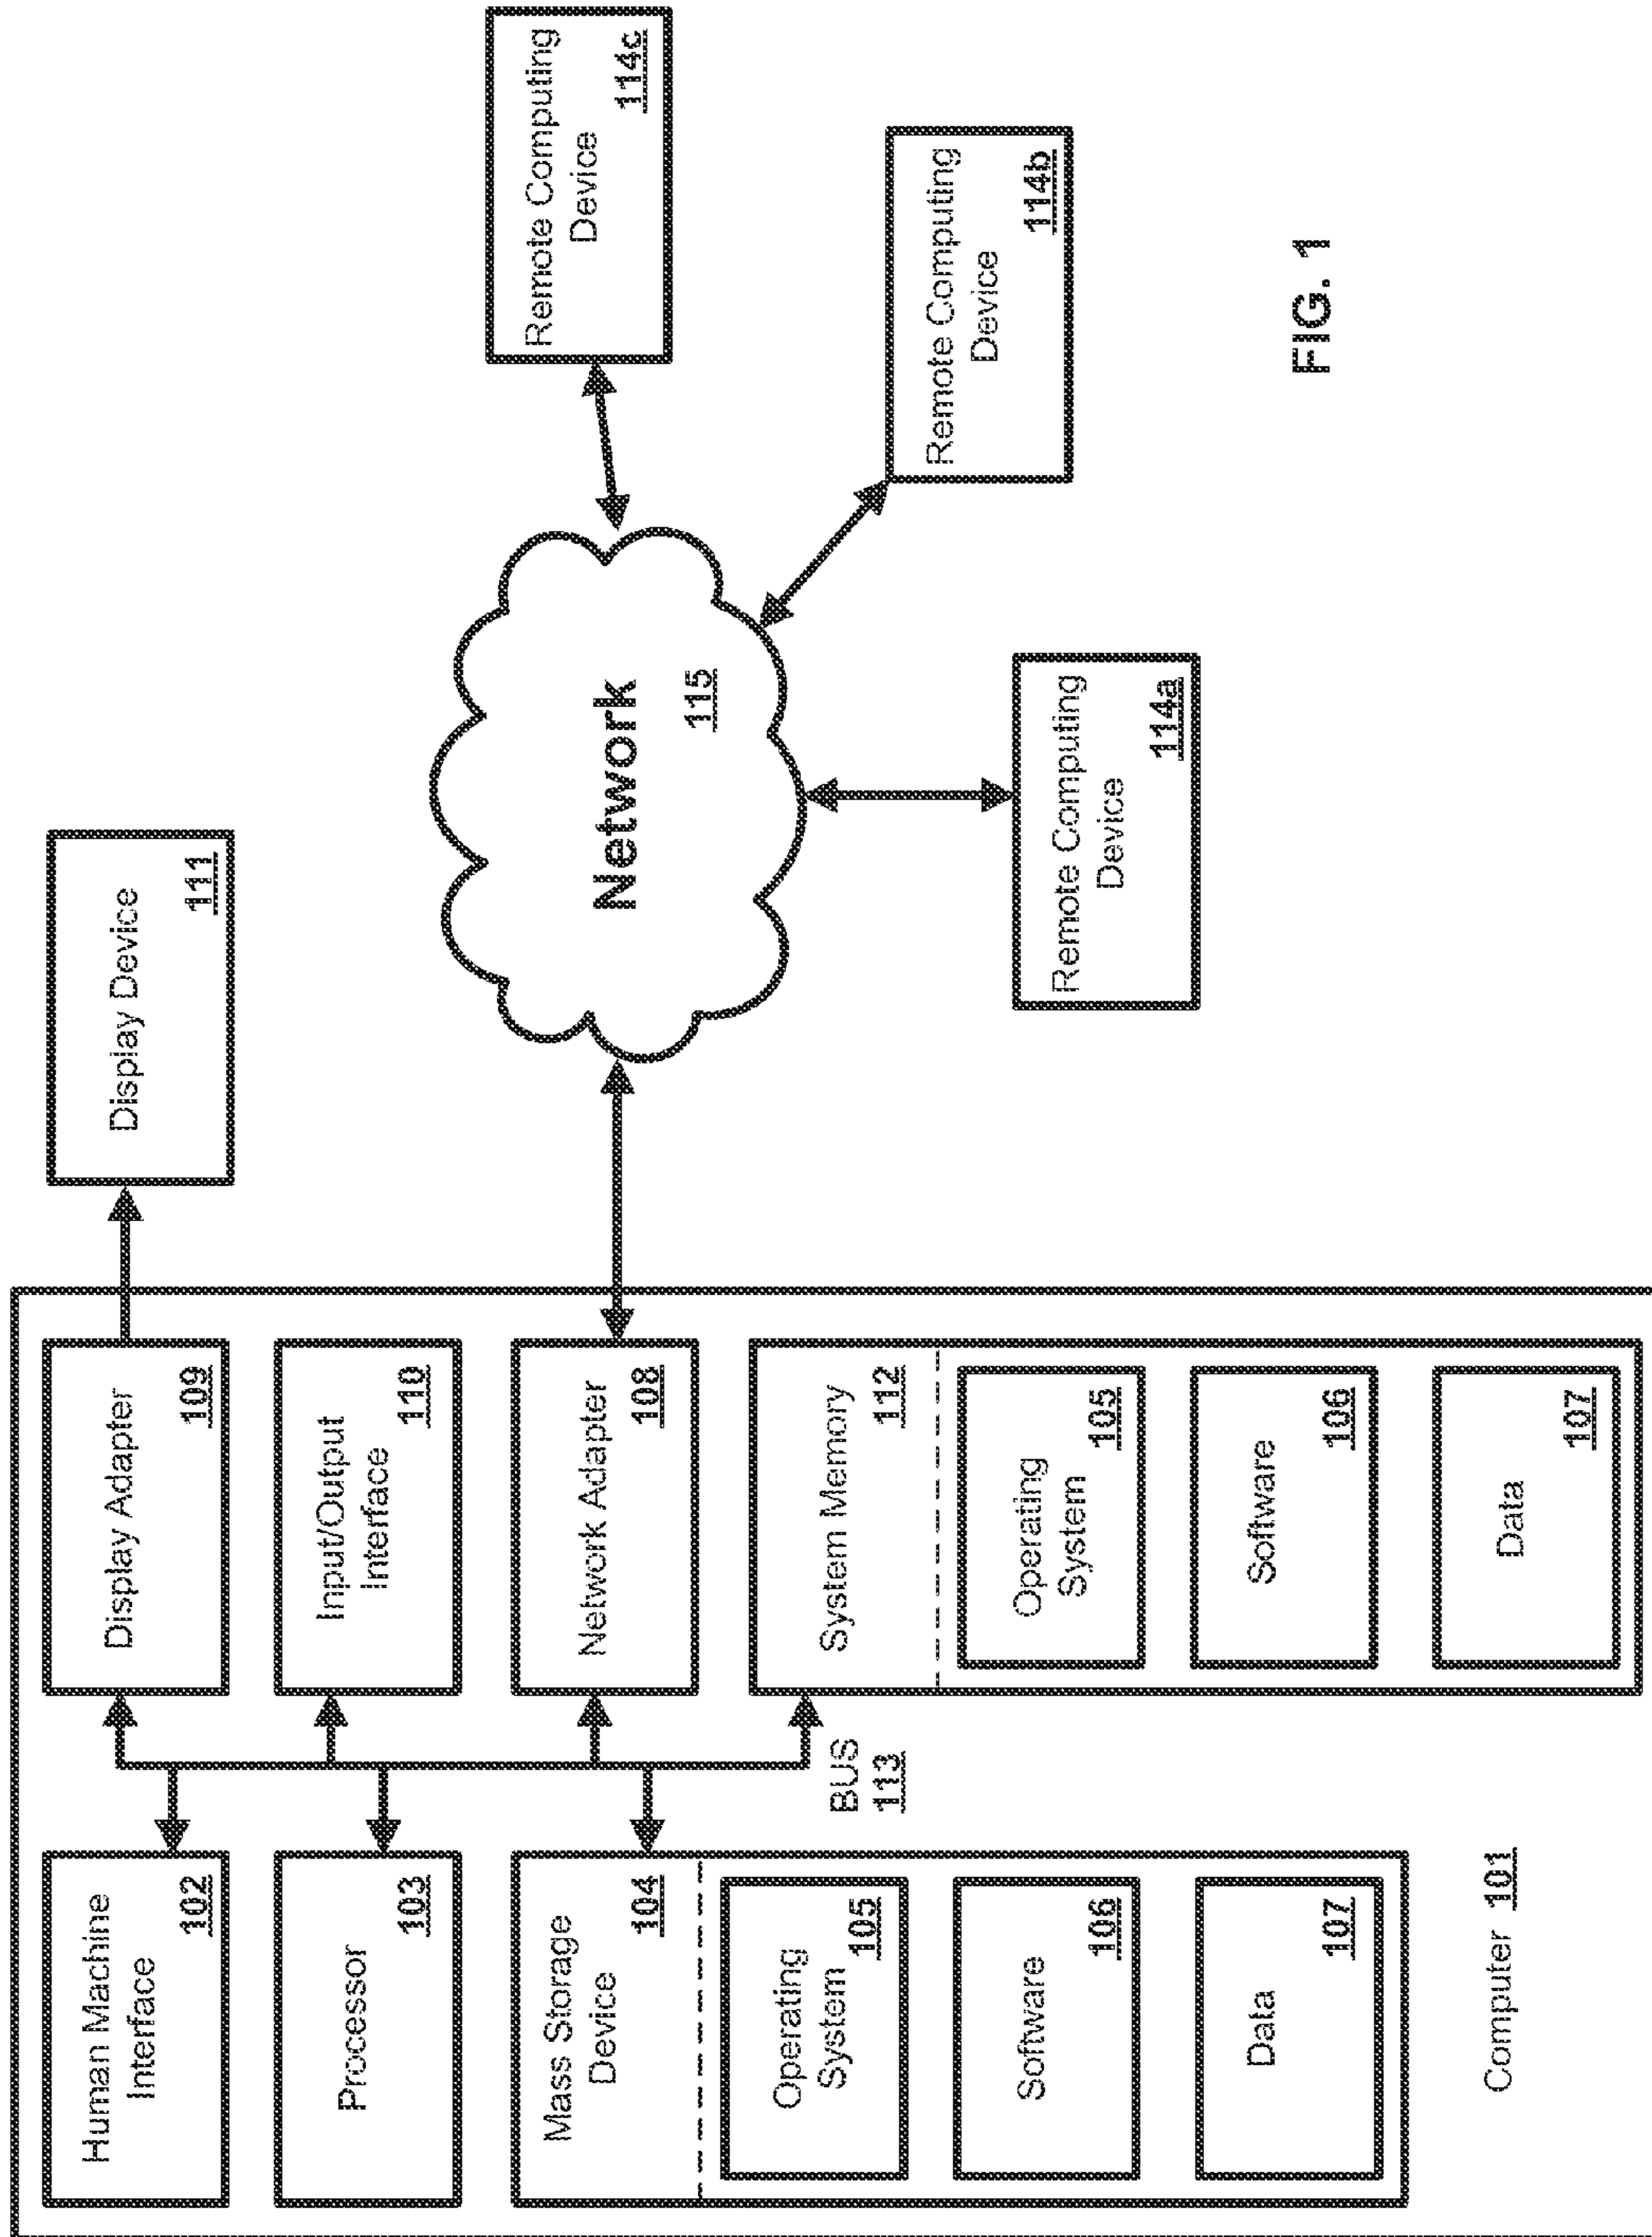 Human Machine
Interface
102
Processor
103
Mass Storage
Device
104
Operating
System
105
Software
106
Data
107
Computer 101
BUS
113
Display Adapter
109
Input/Output
Interface
110
Network Adapter
108
System Memory
112
Operating
System
105
Software
106
Data
107
Display Device
111
Network
115
Remote Computing
Device
114a
Remote Computing
Device
114b
Remote Computing
Device
114c
FIG. 1